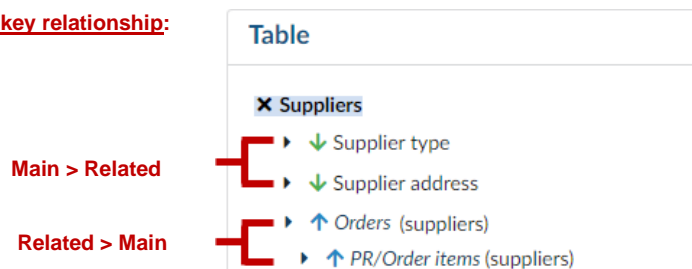 key relationship:
Table
Suppliers
Supplier type
Main > Related
Supplier address
Orders (suppliers)
Related > Main
PR/Order items (suppliers)